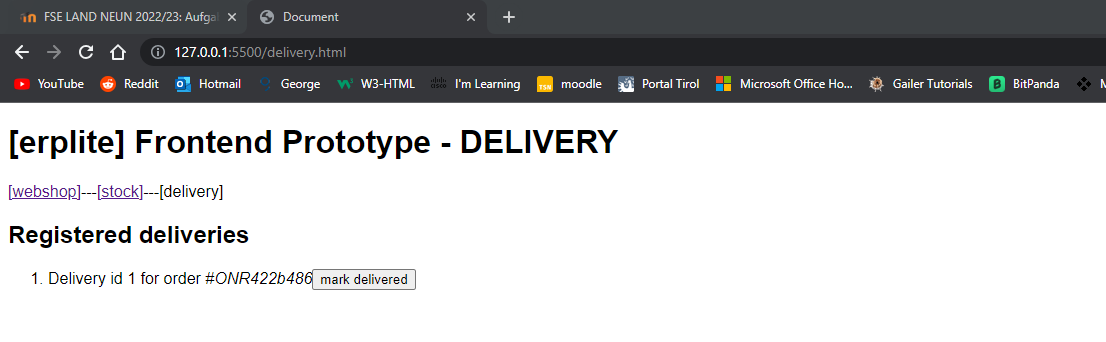 FSE LAND NEUN 2022/23: Aufga
Document
127.0.0.1:5500/delivery.html
YouTube Reddit Hotmail George W3-HTML I'm Learning moodle Portal Tirol Microsoft Office Ho... Gailer Tutorials BitPanda M
[erplite] Frontend Prototype - DELIVERY
[webshop]---[stock]---[delivery]
Registered deliveries
1. Delivery id 1 for order #ONR422b486 mark delivered